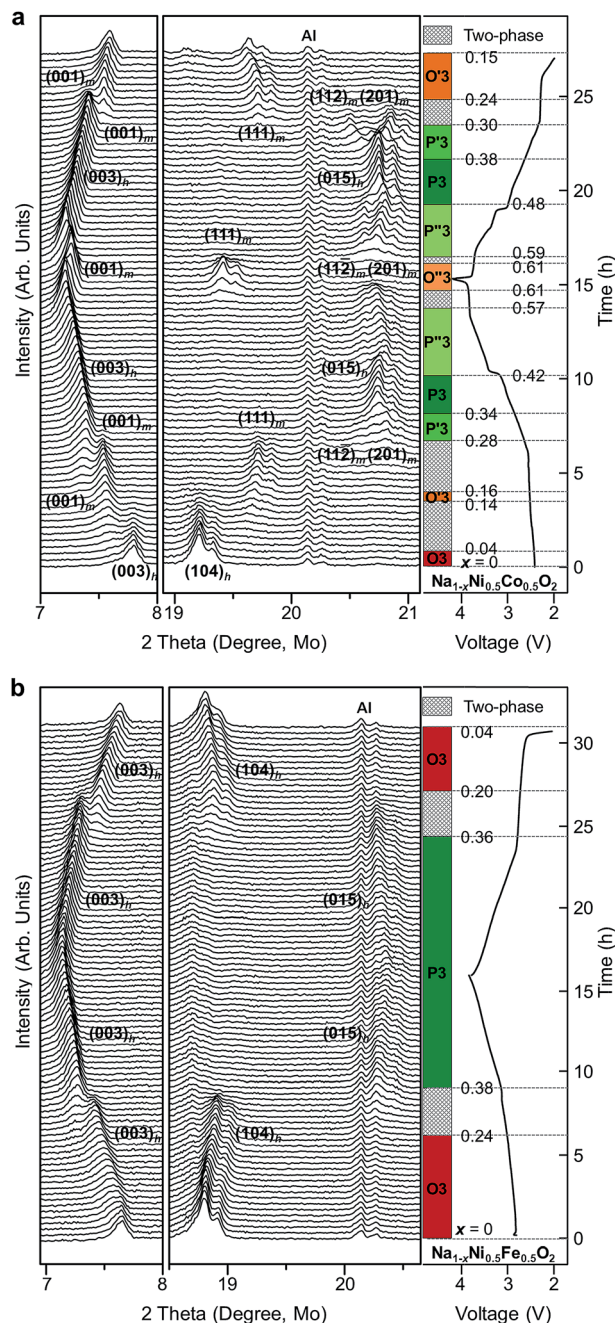 a
Al
Two-phase
(001)m
(001)m
(003)h
(001)m
(003)h
(001)m
(001)m
(003)h
(112̄)m (201)m
(111)m
(015)h
(111)m
(112̄)m (201)m
(015)h
(111)m
(112̄)m (201)m
(104)h
O'3
P'3
P3
P"3
O"3
P"3
P3
P'3
O'3
O3
0.15
0.24
0.30
0.38
0.48
0.59
0.61
0.61
0.57
0.42
0.34
0.28
0.16
0.14
0.04
x = 0
Na1-xNi0.5Co0.5O2
25
20
15
10
5
0
Time (h)
Intensity (Arb. Units)
7 8 19 20 21 4 3 2
2 Theta (Degree, Mo)
Voltage (V)
b
Al
Two-phase
(003)h
(003)h
(003)h
(003)h
(104)h
(015)h
(015)h
(104)h
O3
P3
O3
0.04
0.20
0.36
0.38
0.24
x = 0
Na1-xNi0.5Fe0.5O2
30
25
20
15
10
5
0
Time (h)
Intensity (Arb. Units)
7 8 19 20 4 3 2
2 Theta (Degree, Mo)
Voltage (V)